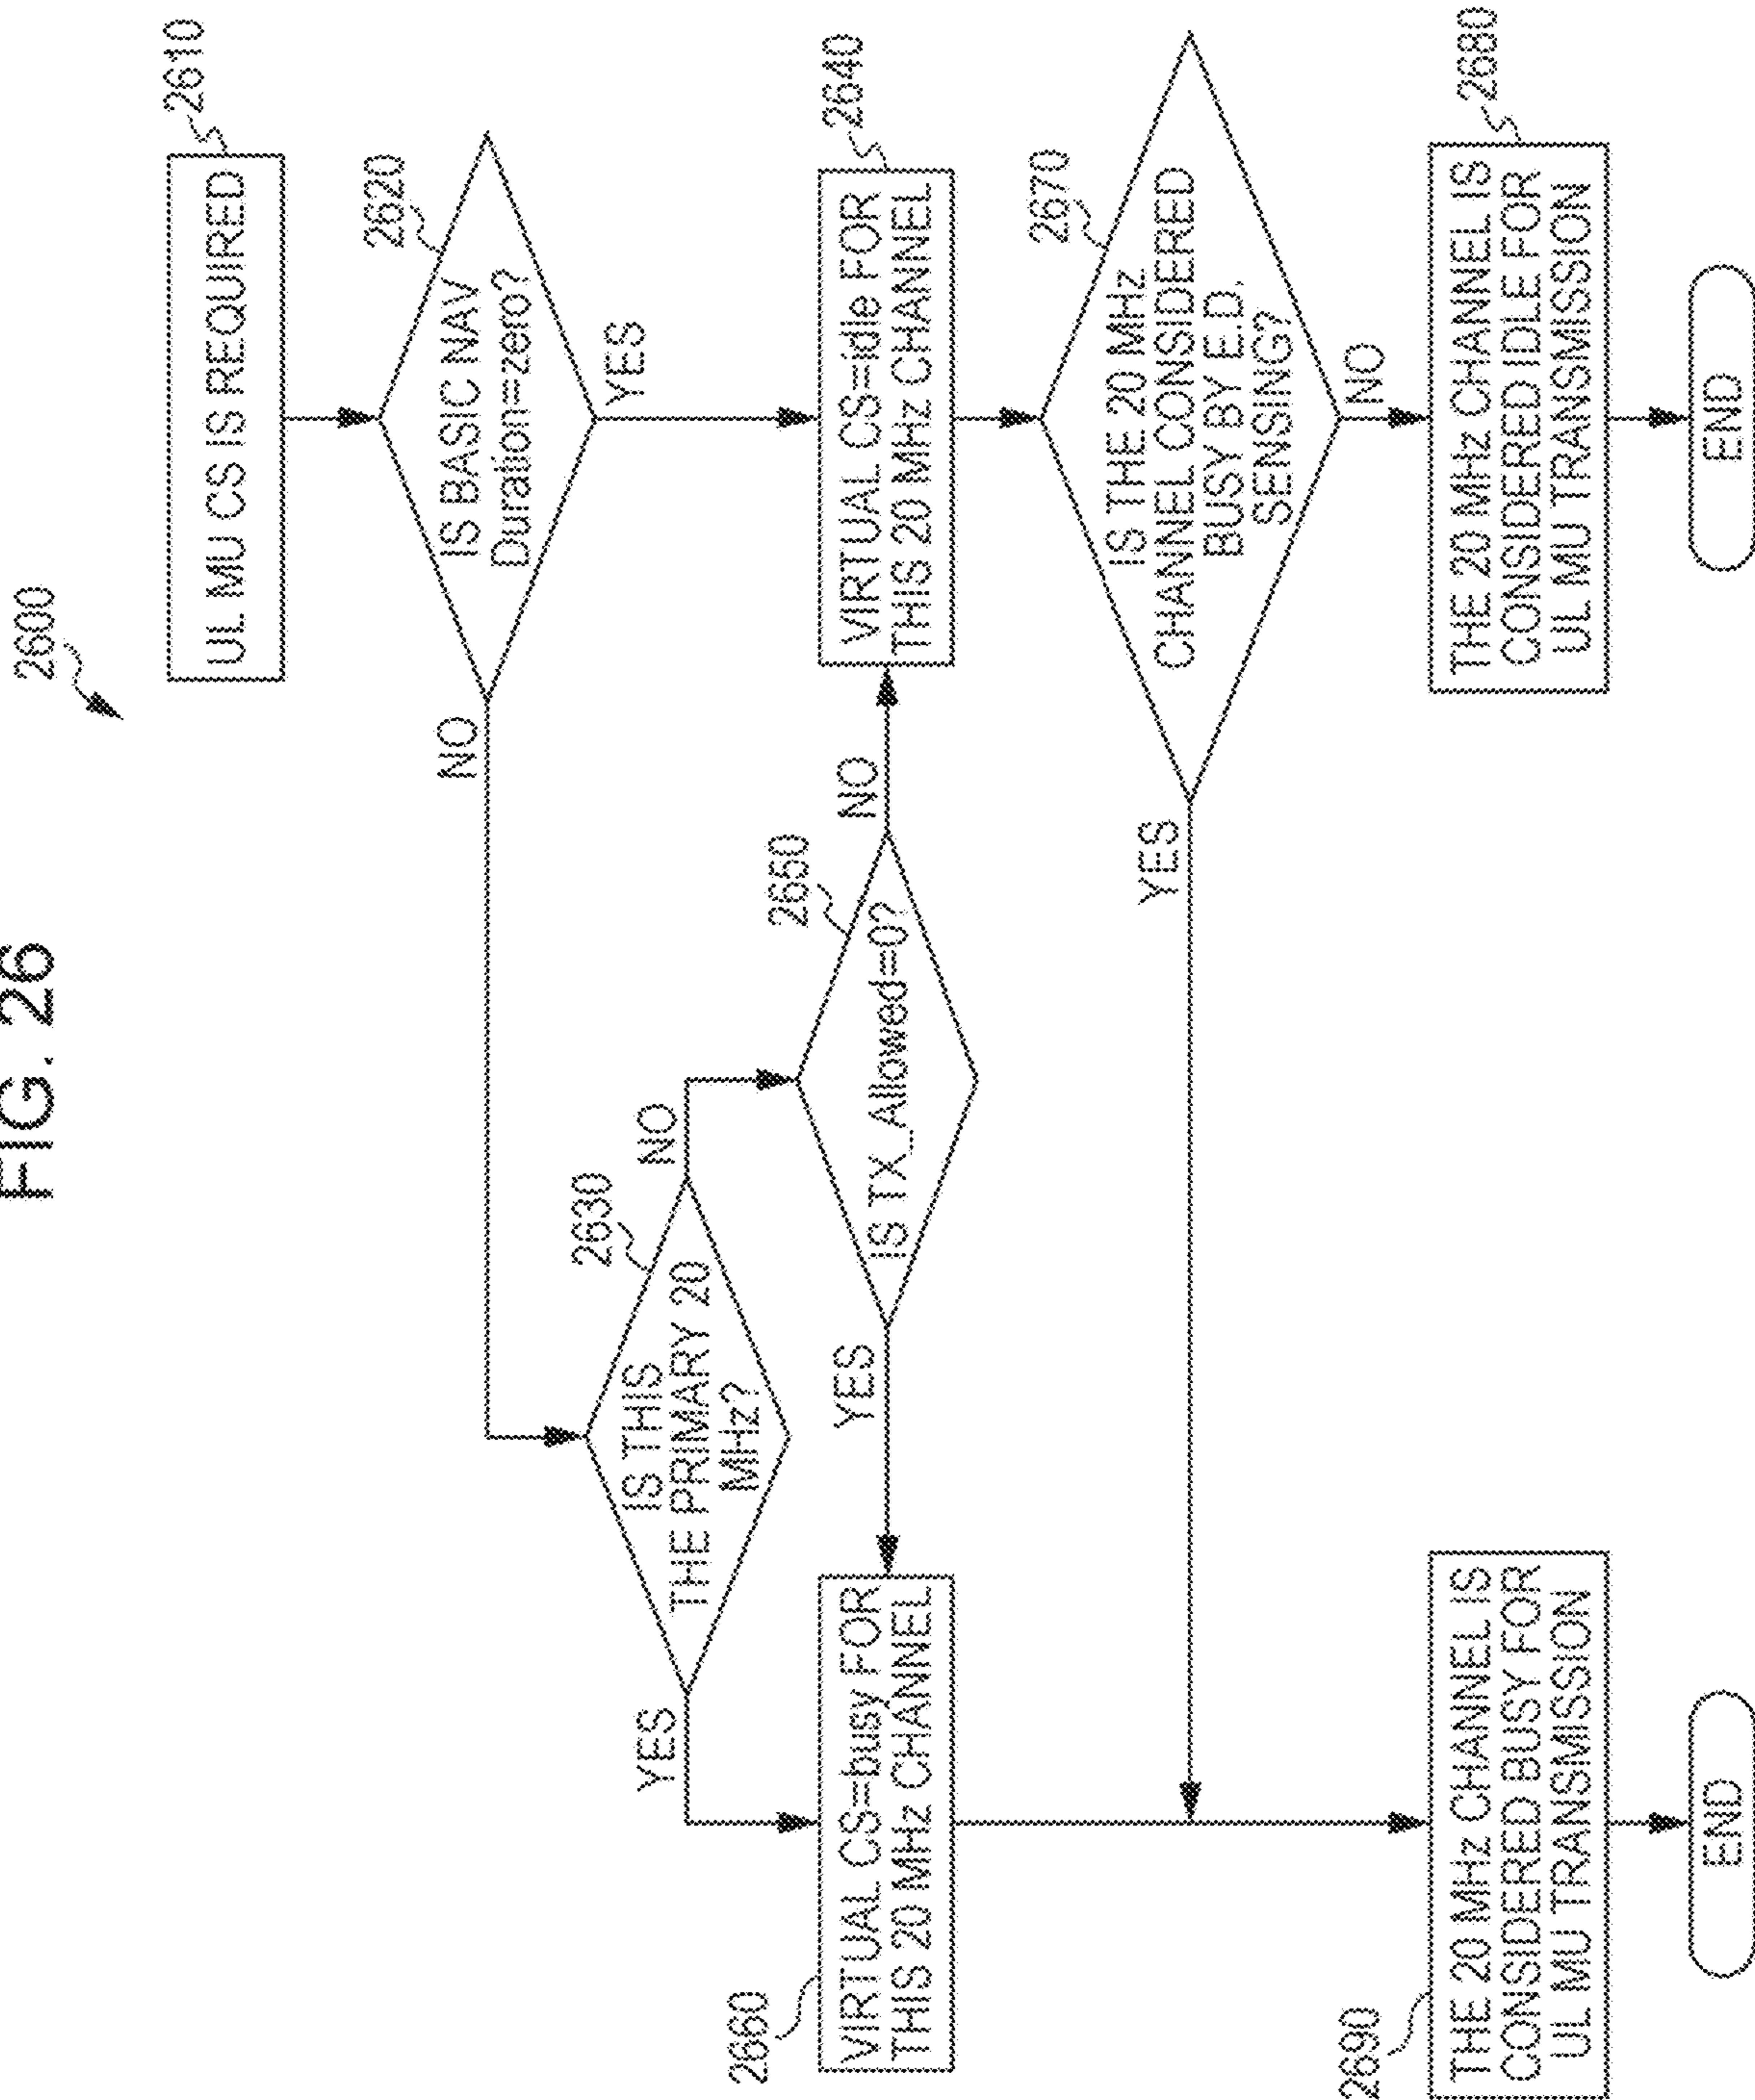 FIG. 26
2600
UL MU CS IS REQUIRED
2610
IS BASIC NAV
Duration=zero?
2620
NO
YES
IS THIS
THE PRIMARY 20
MHz?
2630
YES
NO
IS TX_Allowed=0?
2650
YES
NO
VIRTUAL CS=busy FOR
THIS 20 MHz CHANNEL
2660
VIRTUAL CS=idle FOR
THIS 20 MHz CHANNEL
2640
IS THE 20 MHz
CHANNEL CONSIDERED
BUSY BY E.D,
SENSING?
2670
YES
NO
THE 20 MHz CHANNEL IS
CONSIDERED BUSY FOR
UL MU TRANSMISSION
2690
THE 20 MHz CHANNEL IS
CONSIDERED IDLE FOR
UL MU TRANSMISSION
2680
END
END